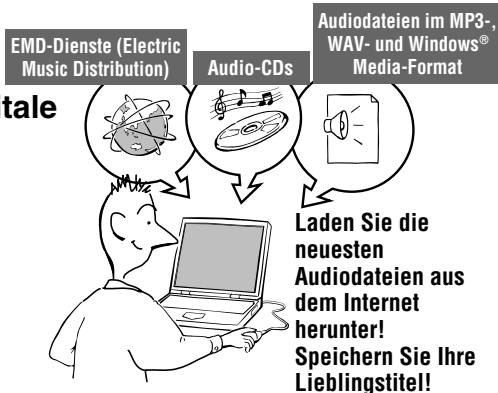 EMD-Dienste (Electric
Music Distribution)
Audio-CDs
Audiodateien im MP3-,
WAV- und Windows®
Media-Format
tale
Laden Sie die
neuesten
Audiodateien aus
dem Internet
herunter!
Speichern Sie Ihre
Lieblingstitel!